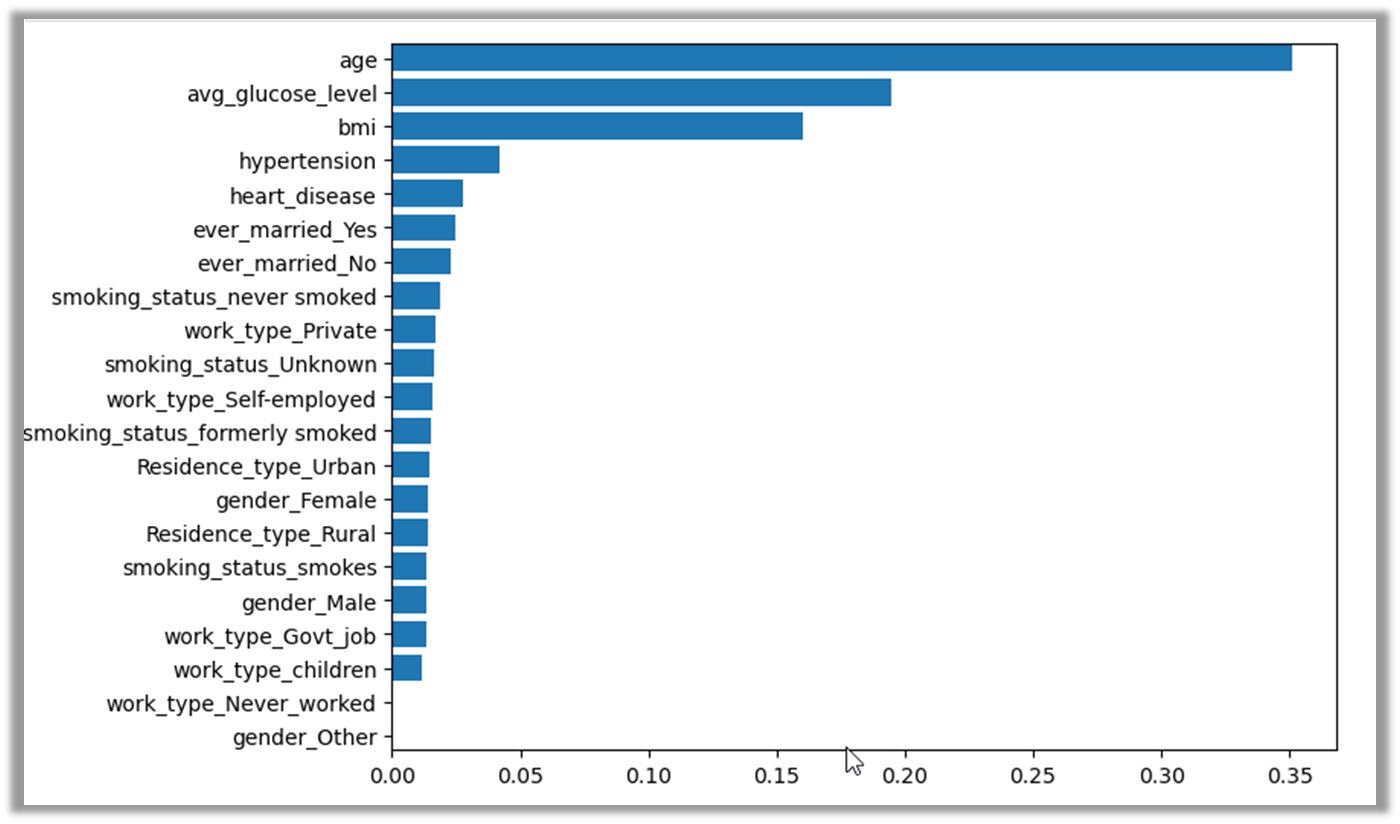 age
avg_glucose_level
bmi
hypertension
heart_disease
ever_married_Yes
ever_married_No
smoking_status_never smoked
work_type_Private
smoking_status_Unknown
work_type_Self-employed
smoking_status_formerly smoked
Residence_type_Urban
gender_Female
Residence_type_Rural
smoking_status_smokes
gender_Male
work_type_Govt_job
work_type_children
work_type_Never_worked
gender_Other
0.00 0.05 0.10 0.15 0.20 0.25 0.30 0.35